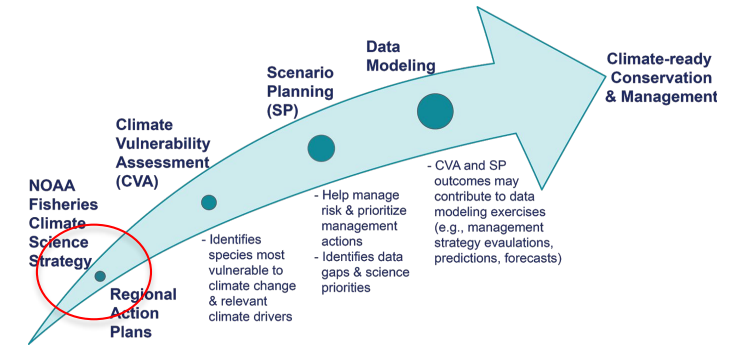 Data
Modeling
Scenario
Planning
(SP)
Climate-ready
Conservation
& Management
Climate
Vulnerability
Assessment
(CVA)
NOAA
Fisheries
Climate
Science
Strategy
Regional
Action
Plans
- Identifies
species most
vulnerable to
climate change
& relevant
climate drivers
- Help manage
risk & prioritize
management
actions
- Identifies data
gaps & science
priorities
- CVA and SP
outcomes may
contribute to data
modeling exercises
(e.g., management
strategy evaulations,
predictions, forecasts)